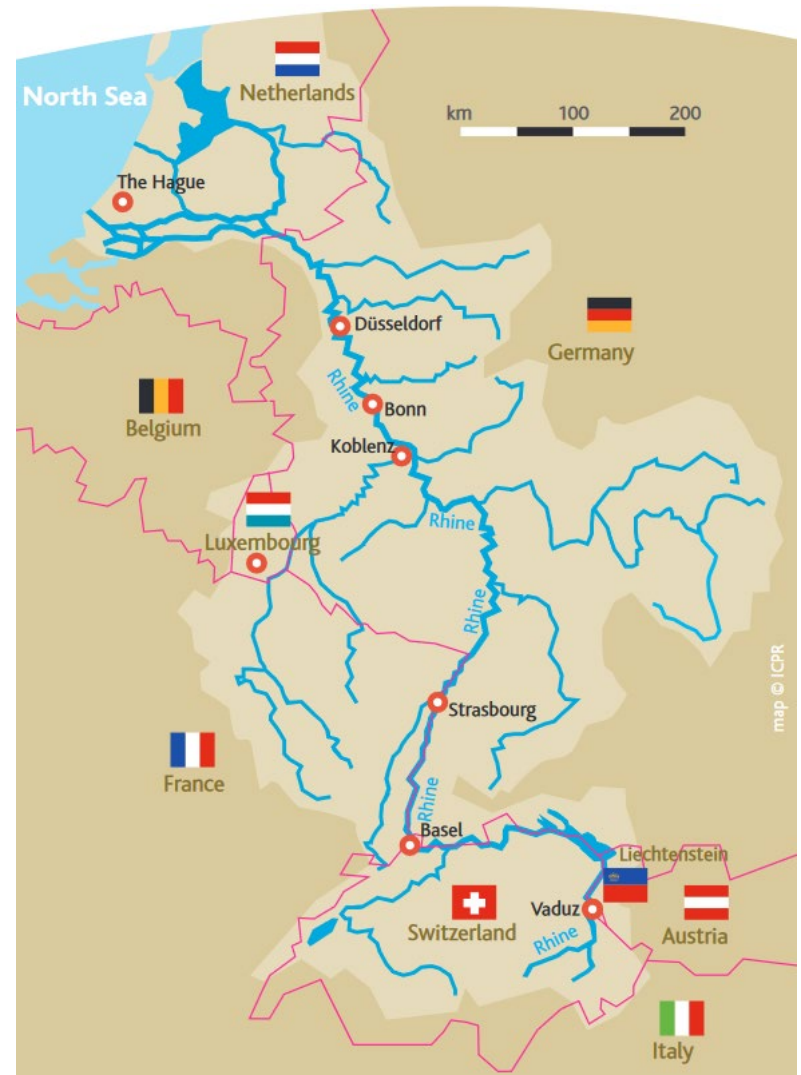 Netherlands
North Sea
km 100 200
The Hague
Düsseldorf
Germany
Rhine
Bonn
Belgium
Koblenz
Rhine
Luxembourg
Rhine
map © ICPR
Strasbourg
France
Rhine
Basel
Liechtenstein
Vaduz
Switzerland
Rhine
Austria
Italy